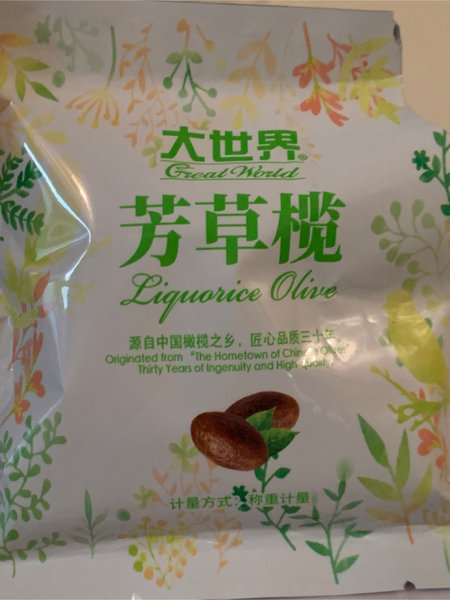 大世界®
Great World
芳草榄
Liquorice Olive
源自中国橄榄之乡，匠心品质三十年
Originated from "The Hometown of Chinese Olive"
Thirty Years of Ingenuity and High Quality
计量方式：称重计量